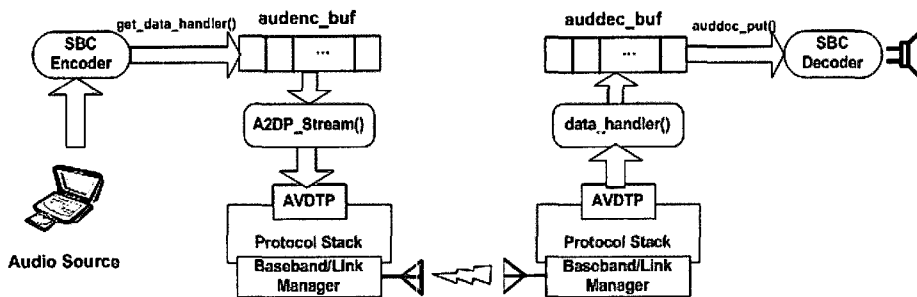 get_data_handler()
audenc_buf
auddec_buf
auddoc_put()
SBC
Encoder
...
...
SBC
Decoder
A2DP_Stream()
data_handler()
AVDTP
AVDTP
Protocol Stack
Protocol Stack
Audio Source
Baseband/Link
Manager
Baseband/Link
Manager